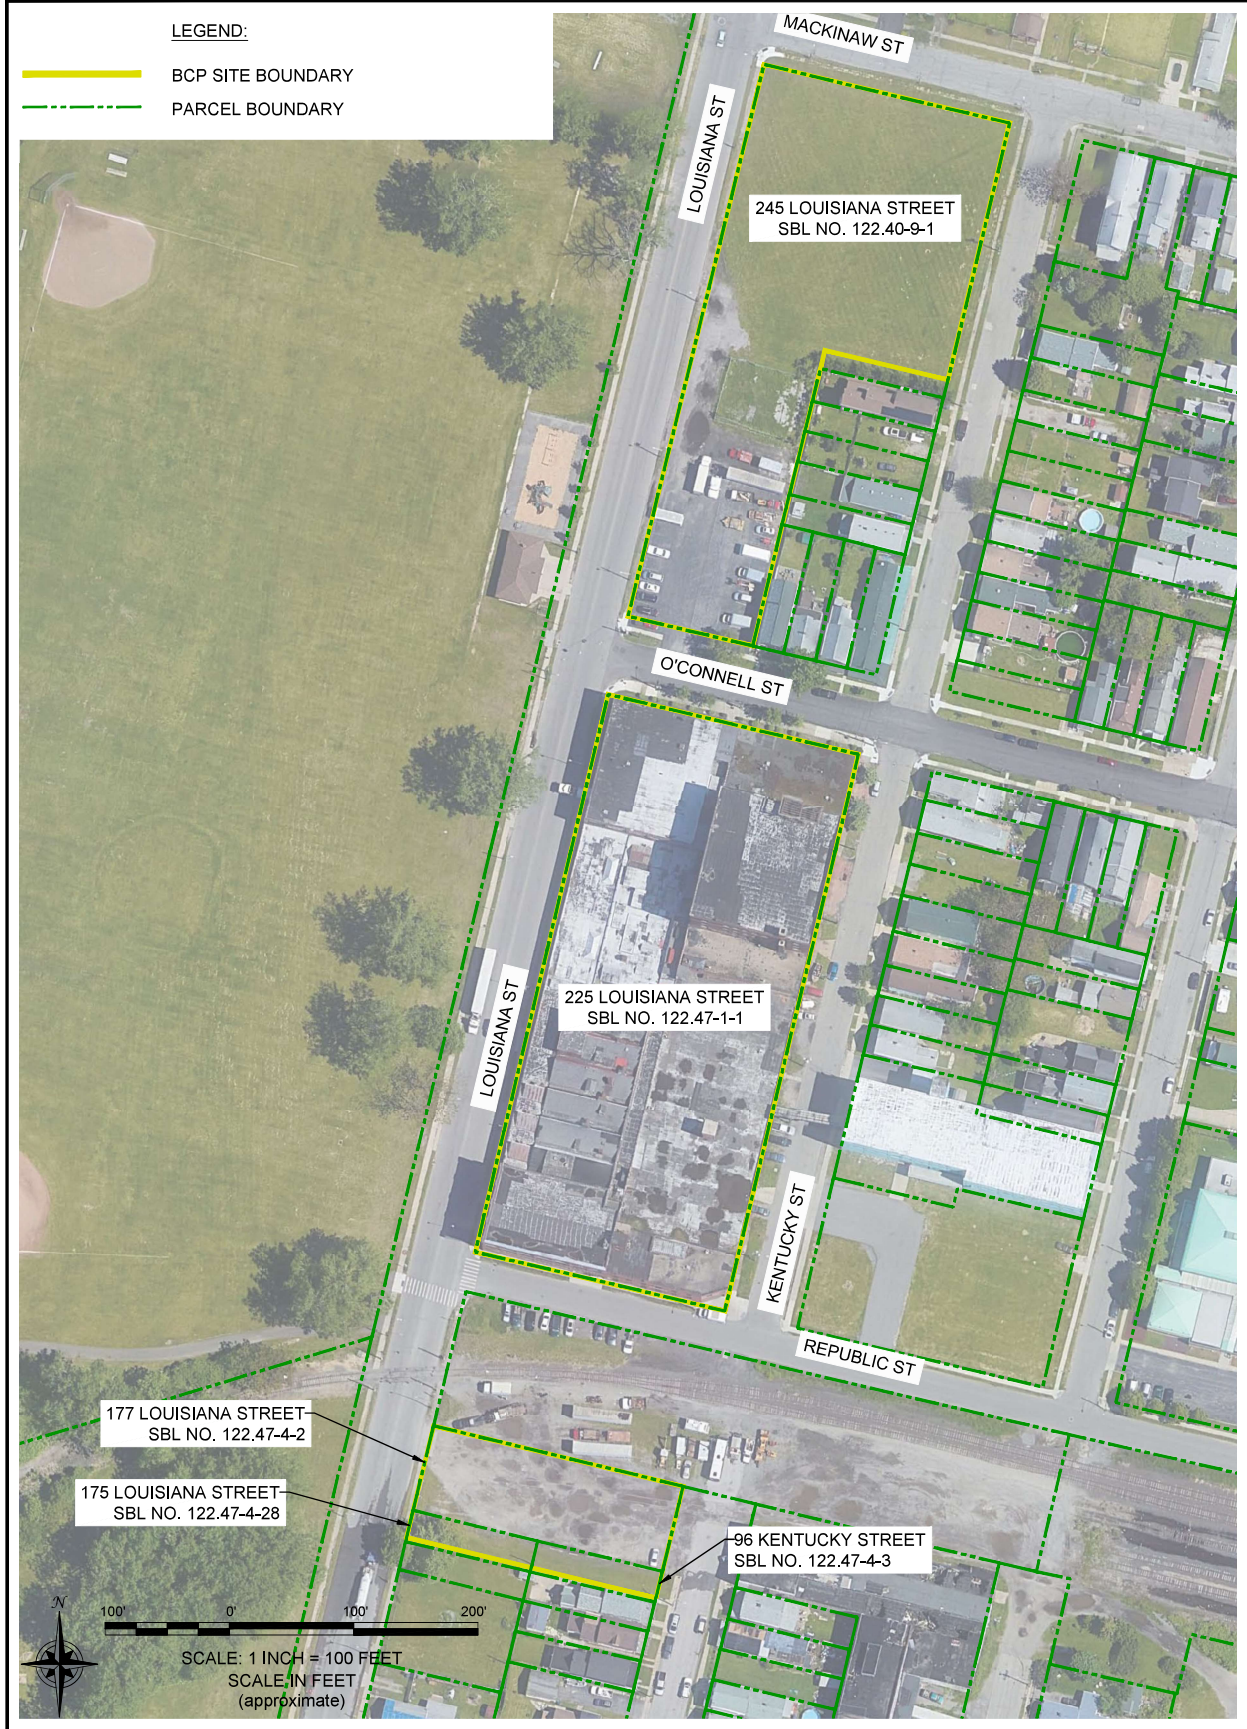 LEGEND:
BCP SITE BOUNDARY
PARCEL BOUNDARY
MACKINAW ST
LOUISIANA ST
245 LOUISIANA STREET
SBL NO. 122.40-9-1
O'CONNELL ST
225 LOUISIANA STREET
SBL NO. 122.47-1-1
LOUISIANA ST
KENTUCKY ST
REPUBLIC ST
177 LOUISIANA STREET
SBL NO. 122.47-4-2
175 LOUISIANA STREET
SBL NO. 122.47-4-28
96 KENTUCKY STREET
SBL NO. 122.47-4-3
N
100' 0' 100' 200'
SCALE: 1 INCH = 100 FEET
SCALE IN FEET
(approximate)